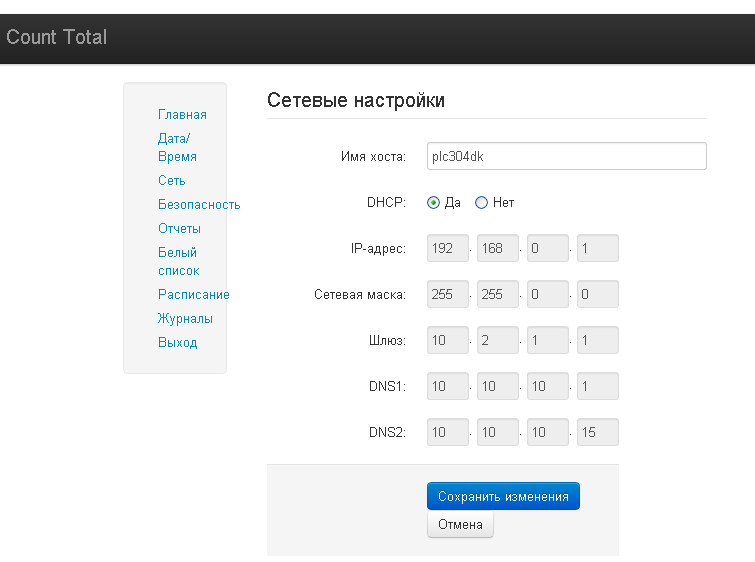 Count Total
Главная
Дата/
Время
Сеть
Безопасность
Отчеты
Белый
список
Расписание
Журналы
Выход
Сетевые настройки
Имя хоста: plc304dk
DHCP: Да Нет
IP-адрес: 192 . 168 . 0 . 1
Сетевая маска: 255 . 255 . 0 . 0
Шлюз: 10 . 2 . 1 . 1
DNS1: 10 . 10 . 10 . 1
DNS2: 10 . 10 . 10 . 15
Сохранить изменения
Отмена